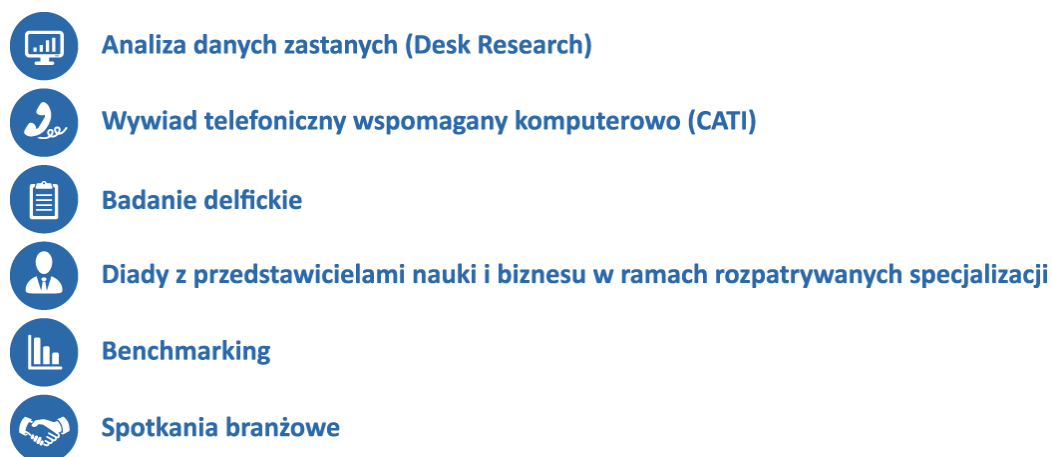 Analiza danych zastanych (Desk Research)
Wywiad telefoniczny wspomagany komputerowo (CATI)
Badanie delfickie
Diady z przedstawicielami nauki i biznesu w ramach rozpatrywanych specjalizacji
Benchmarking
Spotkania branżowe